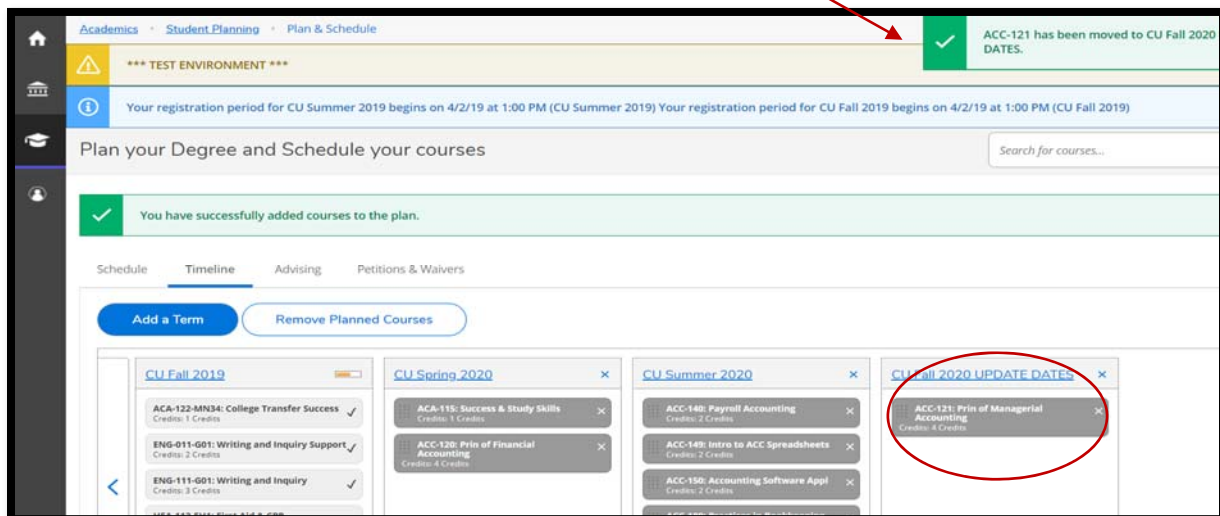 Academics · Student Planning · Plan & Schedule
ACC-121 has been moved to CU Fall 2020
DATES.
*** TEST ENVIRONMENT ***
Your registration period for CU Summer 2019 begins on 4/2/19 at 1:00 PM (CU Summer 2019) Your registration period for CU Fall 2019 begins on 4/2/19 at 1:00 PM (CU Fall 2019)
Plan your Degree and Schedule your courses
Search for courses...
You have successfully added courses to the plan.
Schedule Timeline Advising Petitions & Waivers
Add a Term Remove Planned Courses
CU Fall 2019
ACA-122-MN34: College Transfer Success
Credits: 1 Credits
ENG-011-G01: Writing and Inquiry Support
Credits: 2 Credits
ENG-111-G01: Writing and Inquiry
Credits: 3 Credits
CU Spring 2020
ACA-115: Success & Study Skills
Credits: 1 Credits
ACC-120: Prin of Financial
Accounting
Credits: 4 Credits
CU Summer 2020
ACC-140: Payroll Accounting
Credits: 2 Credits
ACC-149: Intro to ACC Spreadsheets
Credits: 2 Credits
ACC-150: Accounting Software Appl
Credits: 2 Credits
CU Fall 2020 UPDATE DATES
ACC-121: Prin of Managerial
Accounting
Credits: 4 Credits